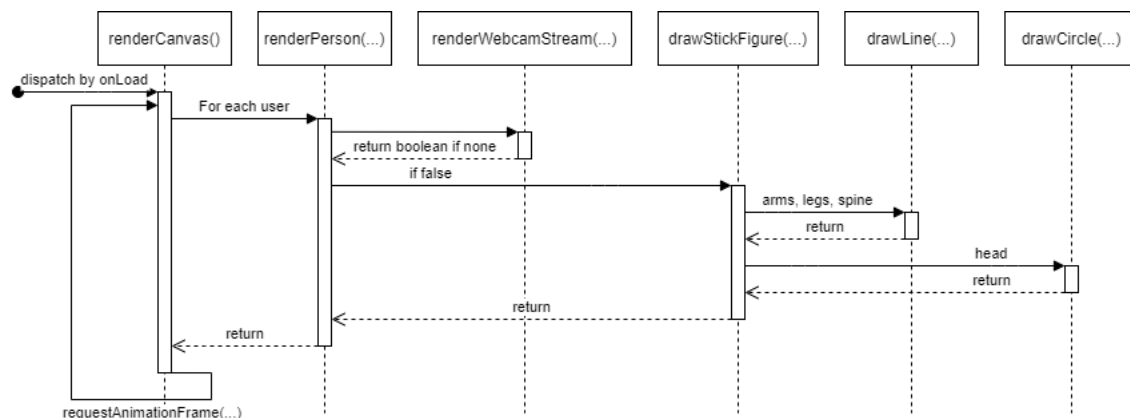 renderCanvas()
renderPerson(...)
renderWebcamStream(...)
drawStickFigure(...)
drawLine(...)
drawCircle(...)
dispatch by onLoad
For each user
return boolean if none
if false
arms, legs, spine
return
head
return
return
return
requestAnimationFrame(...)